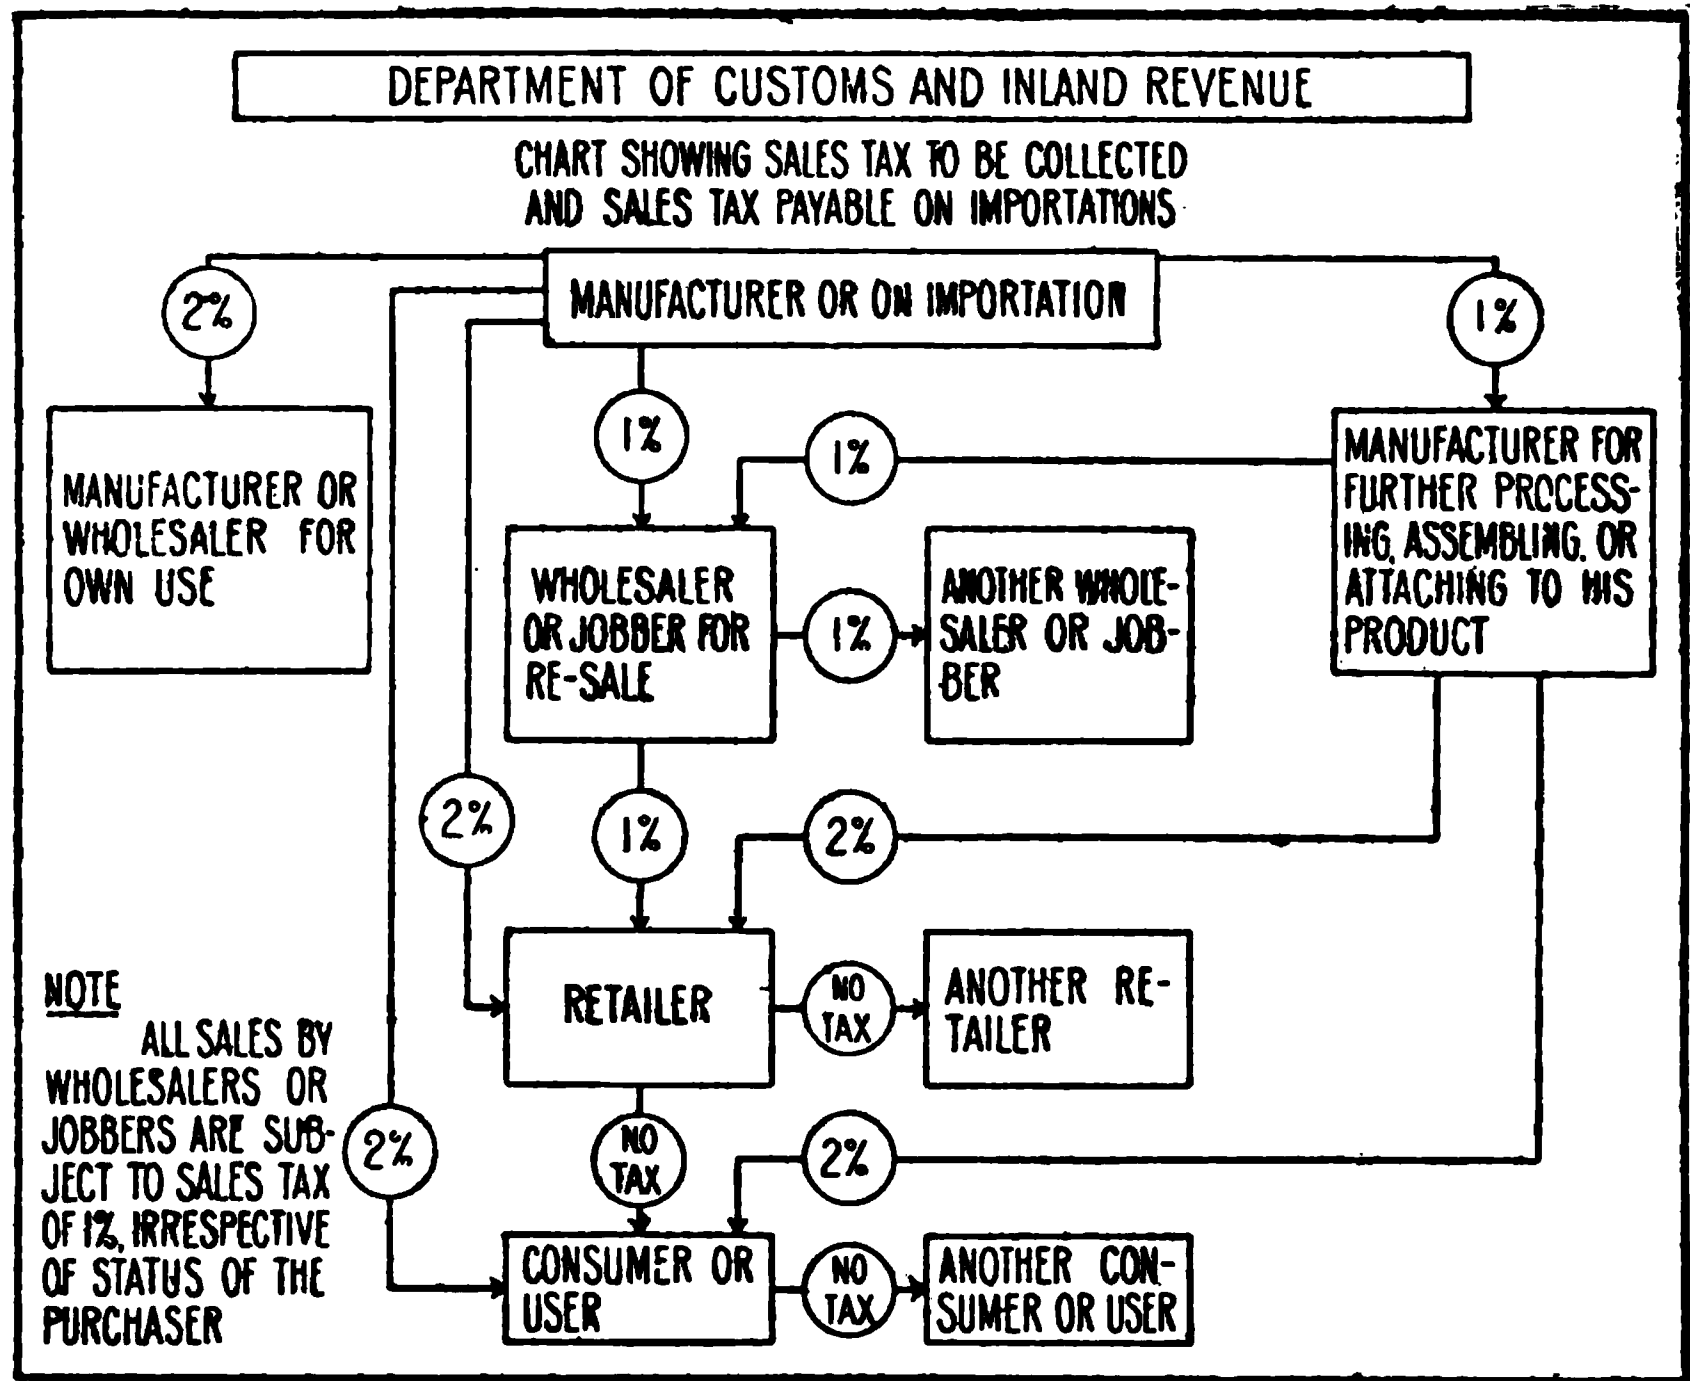 DEPARTMENT OF CUSTOMS AND INLAND REVENUE
CHART SHOWING SALES TAX TO BE COLLECTED
AND SALES TAX PAYABLE ON IMPORTATIONS
MANUFACTURER OR ON IMPORTATION
2%
1%
1%
1%
MANUFACTURER OR
WHOLESALER FOR
OWN USE
MANUFACTURER FOR
FURTHER PROCESS-
ING, ASSEMBLING, OR
ATTACHING TO HIS
PRODUCT
WHOLESALER
OR JOBBER FOR
RE-SALE
1%
ANOTHER WHOLE-
SALER OR JOB-
BER
2%
1%
2%
RETAILER
NO
TAX
ANOTHER RE-
TAILER
NOTE
ALL SALES BY
WHOLESALERS OR
JOBBERS ARE SUB-
JECT TO SALES TAX
OF 1%, IRRESPECTIVE
OF STATUS OF THE
PURCHASER
2%
NO
TAX
2%
CONSUMER OR
USER
NO
TAX
ANOTHER CON-
SUMER OR USER